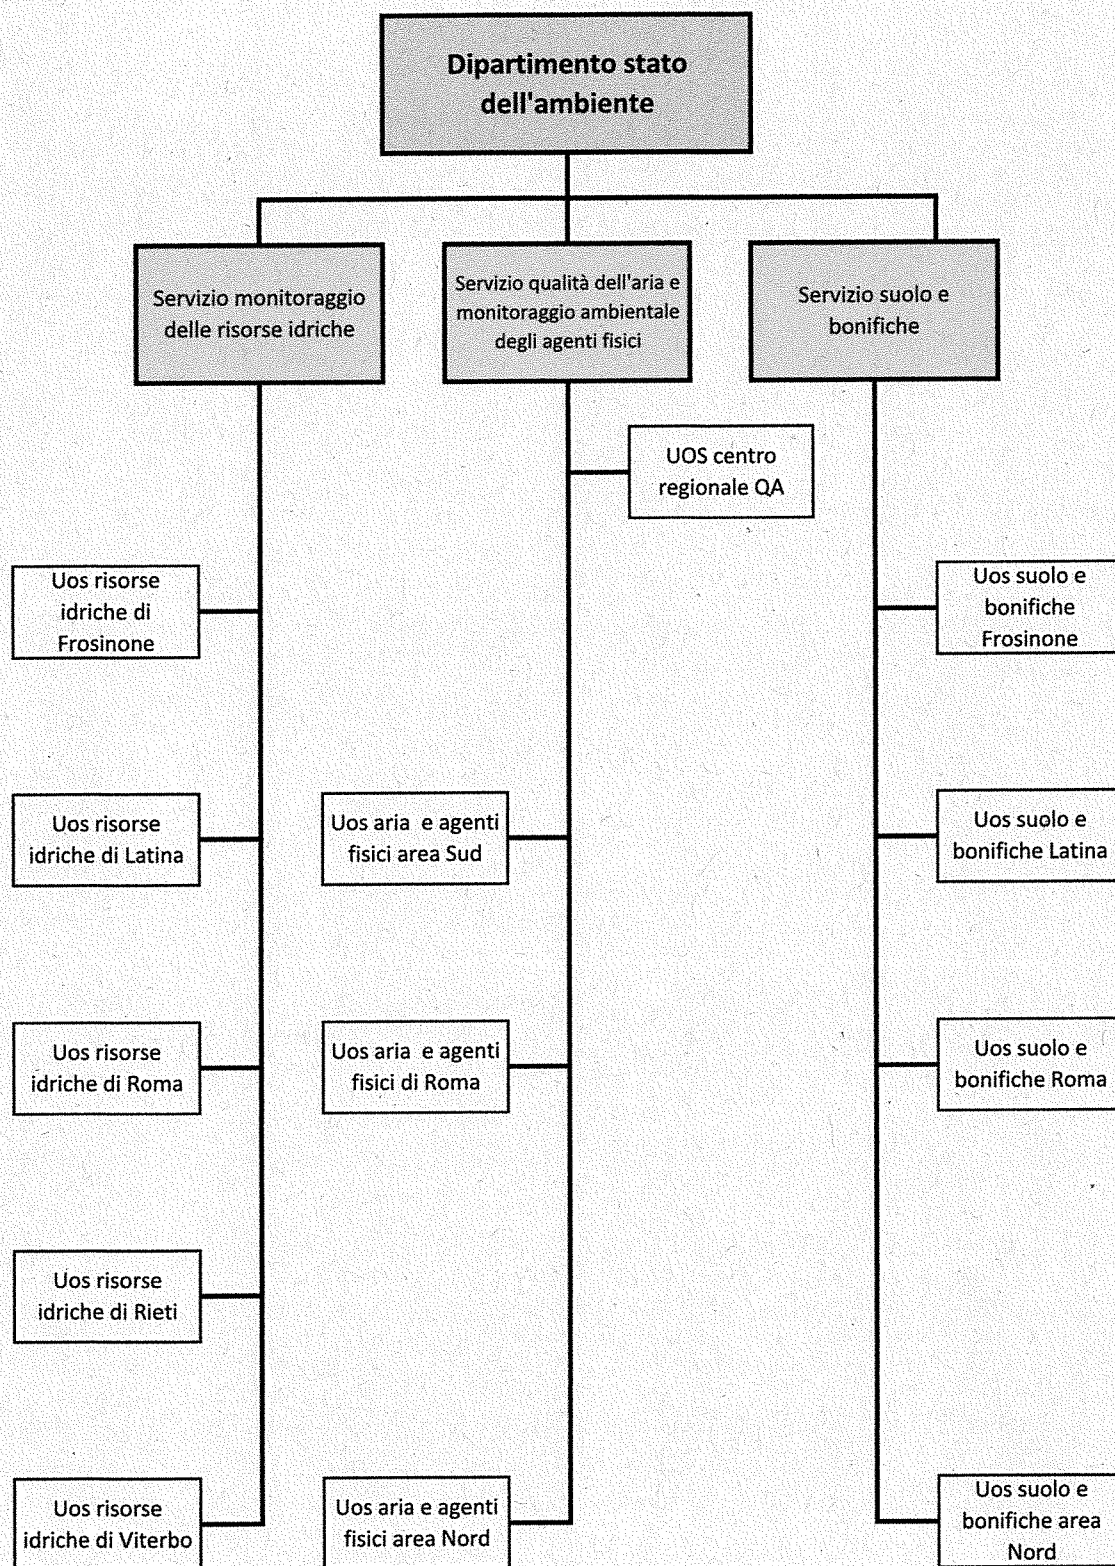 Dipartimento stato
dell'ambiente
Servizio monitoraggio
delle risorse idriche
Servizio qualità dell'aria e
monitoraggio ambientale
degli agenti fisici
Servizio suolo e
bonifiche
UOS centro
regionale QA
Uos risorse
idriche di
Frosinone
Uos suolo e
bonifiche
Frosinone
Uos risorse
idriche di Latina
Uos aria  e agenti
fisici area Sud
Uos suolo e
bonifiche Latina
Uos risorse
idriche di Roma
Uos aria  e agenti
fisici di Roma
Uos suolo e
bonifiche Roma
Uos risorse
idriche di Rieti
Uos risorse
idriche di Viterbo
Uos aria e agenti
fisici area Nord
Uos suolo e
bonifiche area
Nord